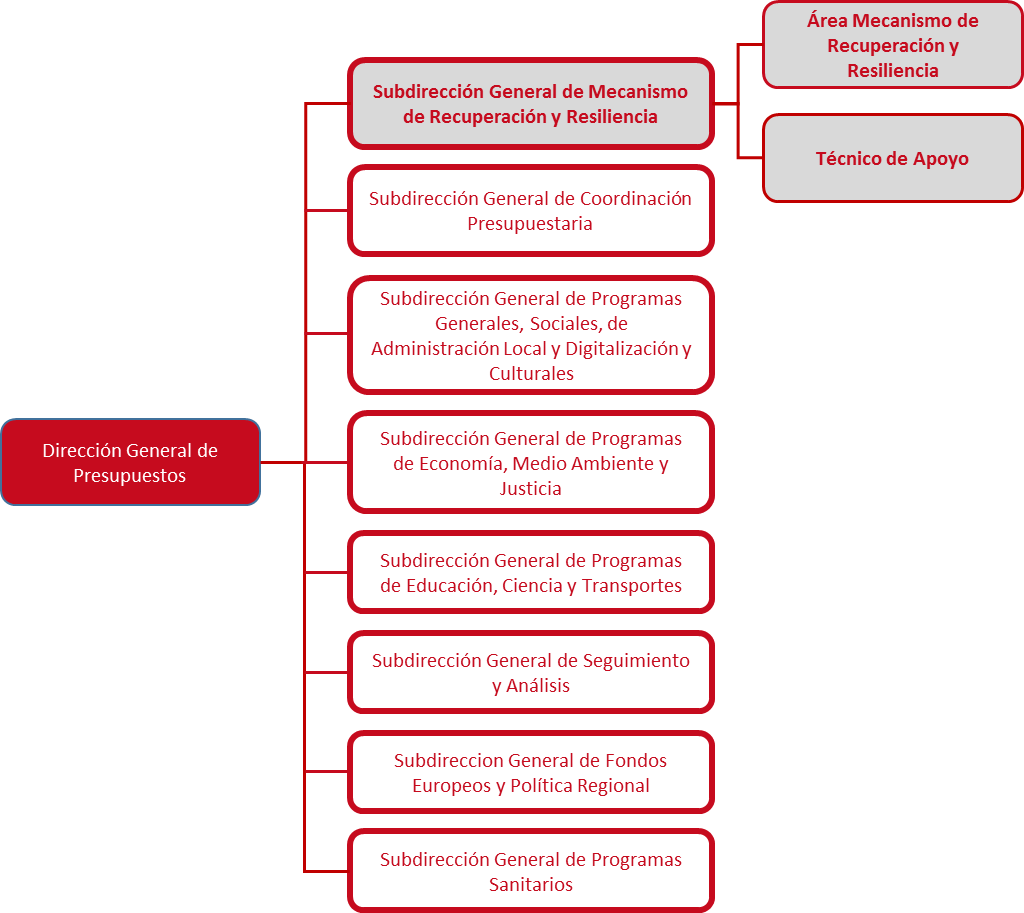 Dirección General de
Presupuestos
Subdirección General de Mecanismo
de Recuperación y Resiliencia
Área Mecanismo de
Recuperación y
Resiliencia
Técnico de Apoyo
Subdirección General de Coordinación
Presupuestaria
Subdirección General de Programas
Generales, Sociales, de
Administración Local y Digitalización y
Culturales
Subdirección General de Programas
de Economía, Medio Ambiente y
Justicia
Subdirección General de Programas
de Educación, Ciencia y Transportes
Subdirección General de Seguimiento
y Análisis
Subdireccion General de Fondos
Europeos y Política Regional
Subdirección General de Programas
Sanitarios